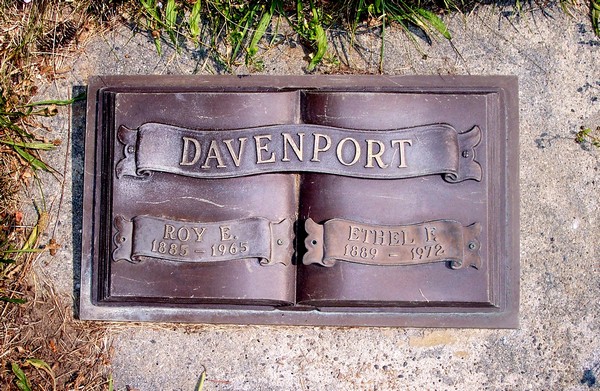 DAVENPORT
ROY E.
1885 – 1965
ETHEL F.
1889 – 1972